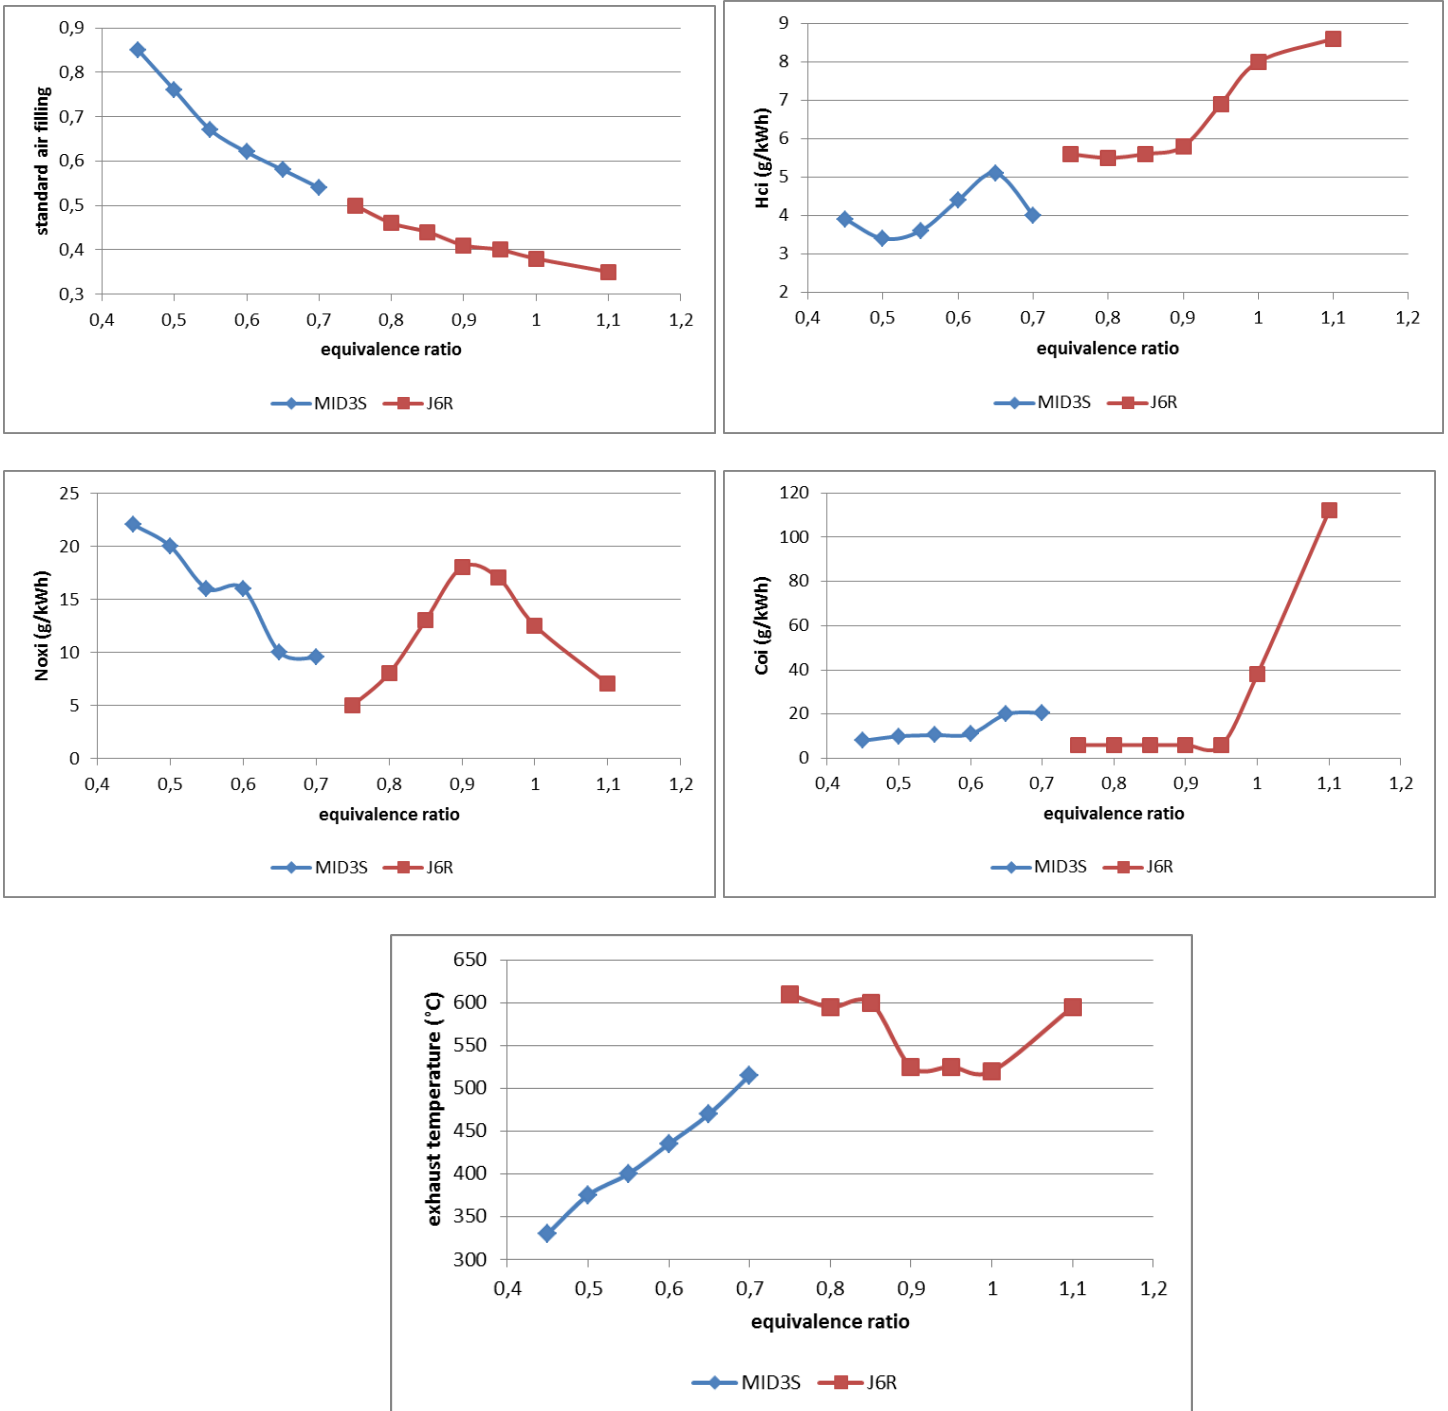 standard air filling
0,9
0,8
0,7
0,6
0,5
0,4
0,3
0,4 0,5 0,6 0,7 0,8 0,9 1 1,1 1,2
equivalence ratio
MID3S J6R
Hci (g/kWh)
9
8
7
6
5
4
3
2
0,4 0,5 0,6 0,7 0,8 0,9 1 1,1 1,2
equivalence ratio
MID3S J6R
Noxi (g/kWh)
25
20
15
10
5
0
0,4 0,5 0,6 0,7 0,8 0,9 1 1,1 1,2
equivalence ratio
MID3S J6R
Coi (g/kWh)
120
100
80
60
40
20
0
0,4 0,5 0,6 0,7 0,8 0,9 1 1,1 1,2
equivalence ratio
MID3S J6R
exhaust temperature (°C)
650
600
550
500
450
400
350
300
0,4 0,5 0,6 0,7 0,8 0,9 1 1,1 1,2
equivalence ratio
MID3S J6R